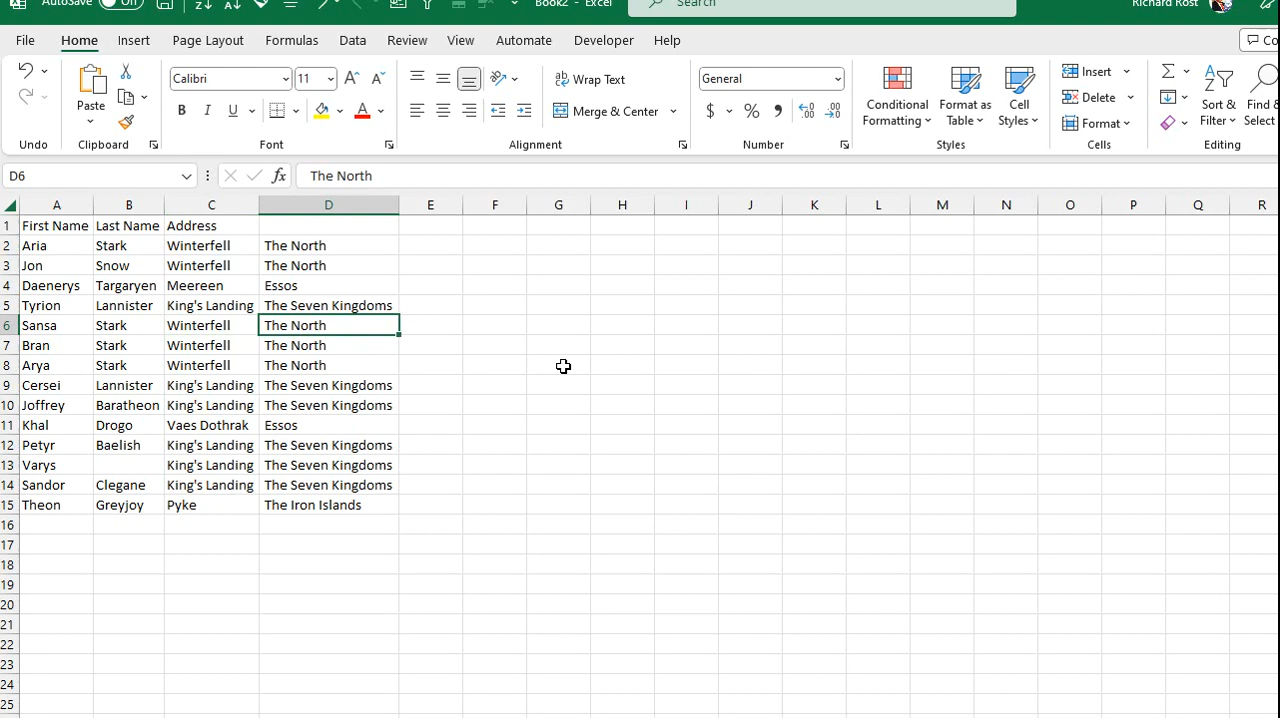 AutoSave Off Book2 - Excel Search Richard Rost
File Home Insert Page Layout Formulas Data Review View Automate Developer Help Co
Paste Calibri 11 A A Wrap Text General Insert
B I U A Merge & Center $ % Conditional Formatting Format as Table Cell Styles Delete Sort & Filter Find & Select
Format
Undo Clipboard Font Alignment Number Styles Cells Editing
D6 fx The North
A B C D E F G H I J K L M N O P Q R
1 First Name Last Name Address
2 Aria Stark Winterfell The North
3 Jon Snow Winterfell The North
4 Daenerys Targaryen Meereen Essos
5 Tyrion Lannister King's Landing The Seven Kingdoms
6 Sansa Stark Winterfell The North
7 Bran Stark Winterfell The North
8 Arya Stark Winterfell The North
9 Cersei Lannister King's Landing The Seven Kingdoms
10 Joffrey Baratheon King's Landing The Seven Kingdoms
11 Khal Drogo Vaes Dothrak Essos
12 Petyr Baelish King's Landing The Seven Kingdoms
13 Varys King's Landing The Seven Kingdoms
14 Sandor Clegane King's Landing The Seven Kingdoms
15 Theon Greyjoy Pyke The Iron Islands
16
17
18
19
20
21
22
23
24
25